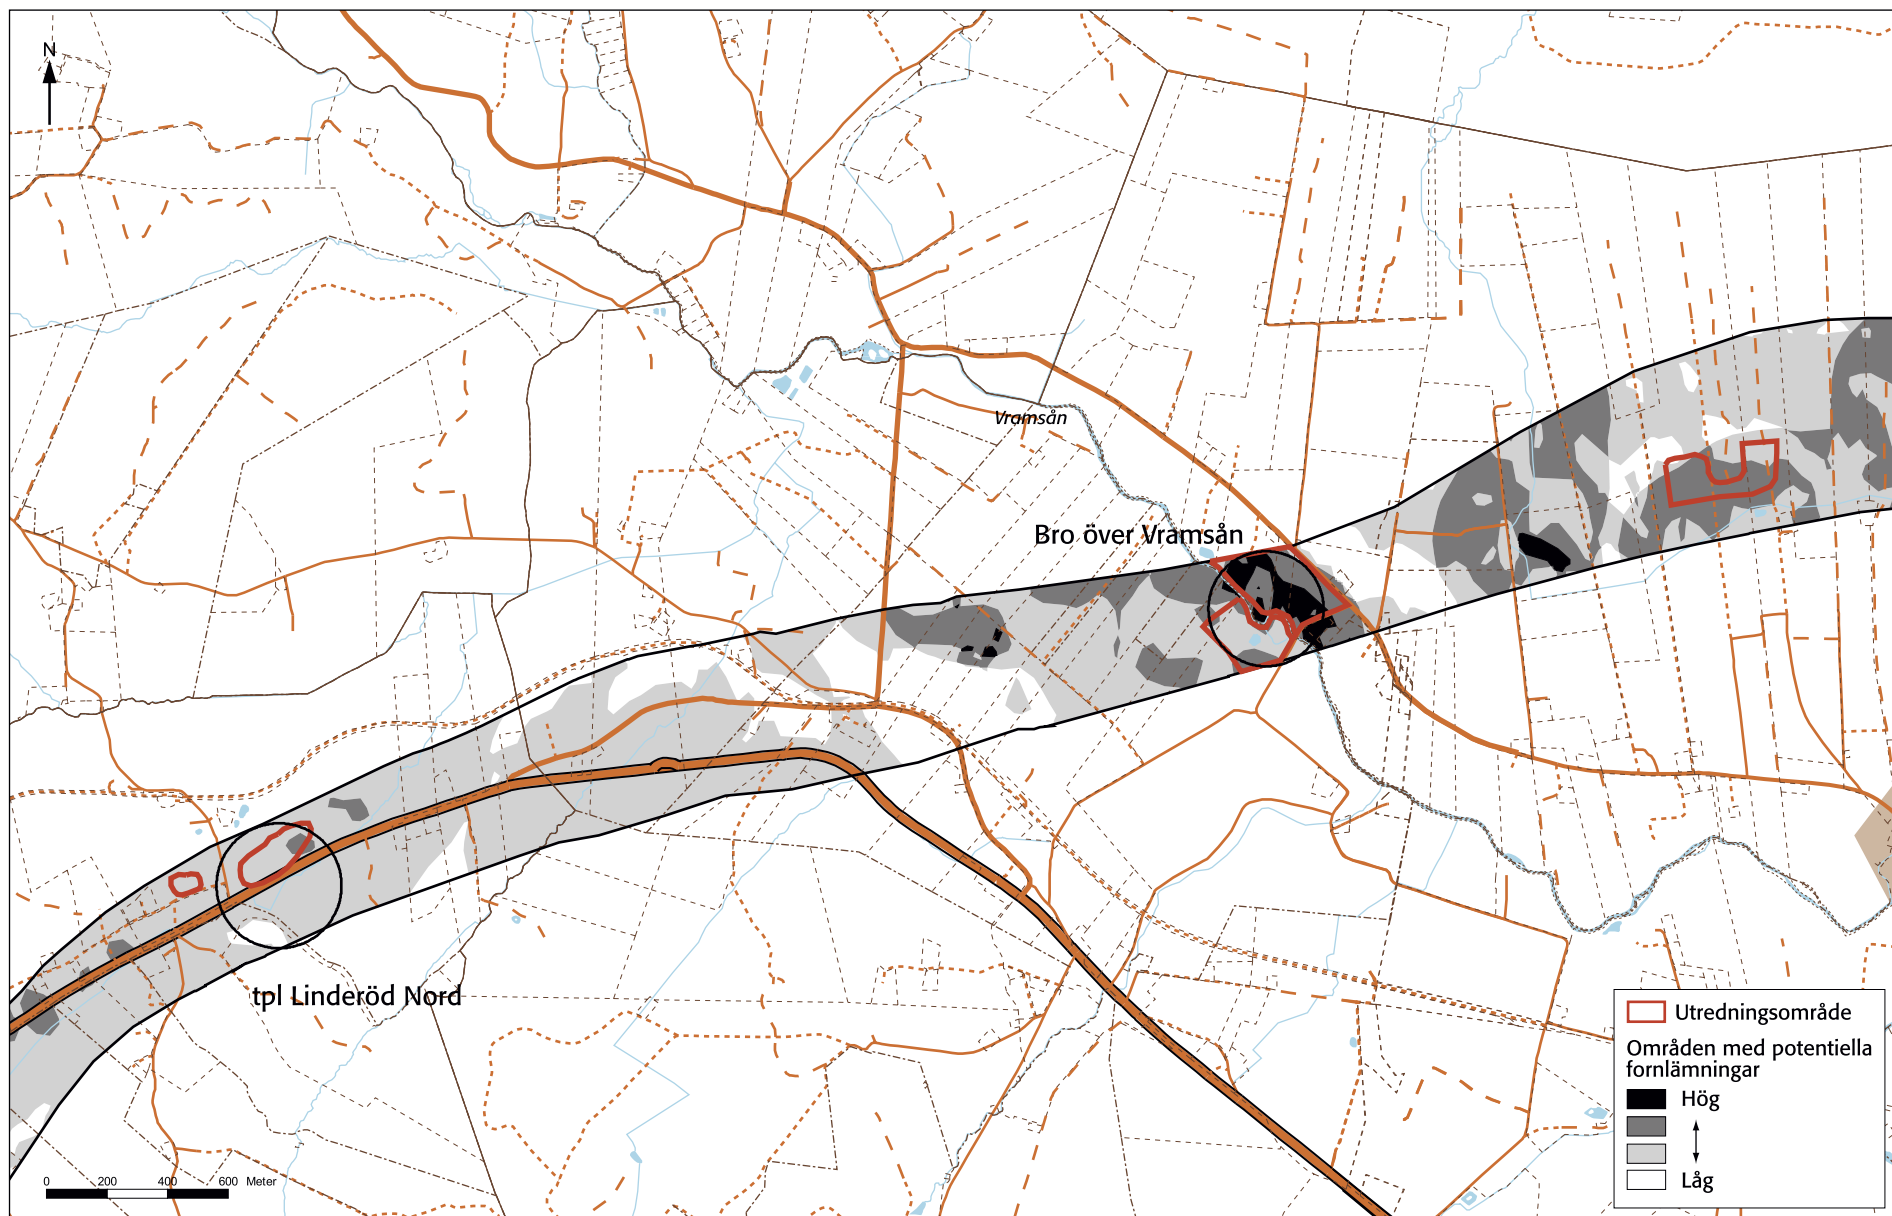 N
Vramsån
Bro över Vramsån
tpl Linderöd Nord
Utredningsområde
Områden med potentiella
fornlämningar
Hög
Låg
0 200 400 600 Meter